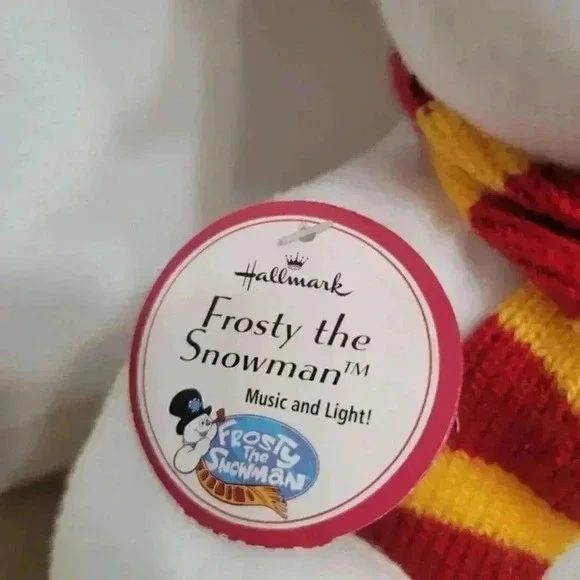 Hallmark
Frosty the
Snowman™
Music and Light!
FROSTY
THE
SNOWMAN